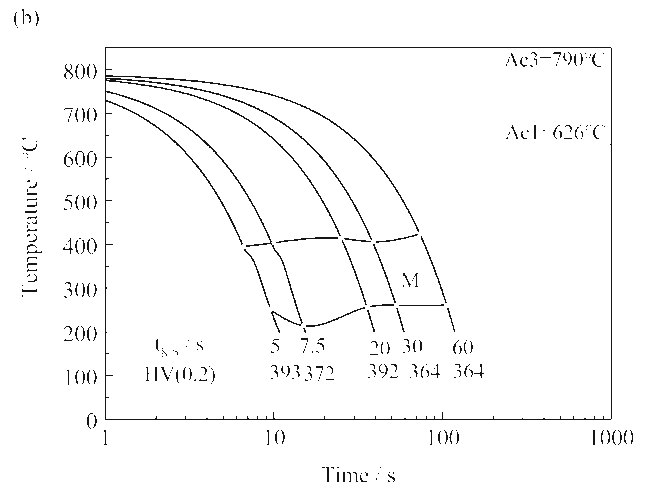 (b)
800
700
600
500
400
300
200
100
0
Temperature / °C
Ac3=790°C
Ac1 626°C
M
t8/5 / s 5 7.5 20 30 60
HV(0.2) 393 372 392 364 364
1 10 100 1000
Time / s